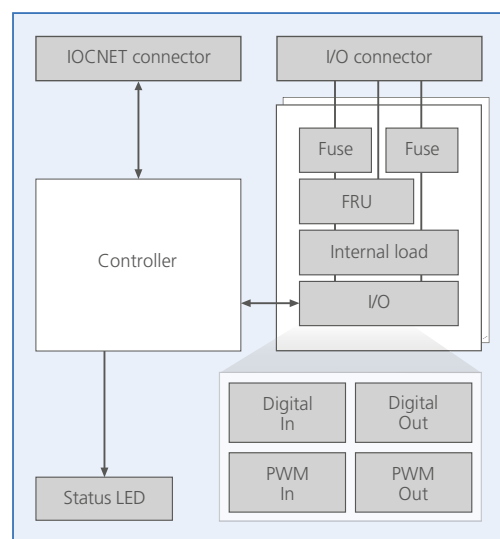 IOCNET connector
I/O connector
Fuse
Fuse
FRU
Internal load
Controller
I/O
Digital
In
Digital
Out
PWM
In
PWM
Out
Status LED